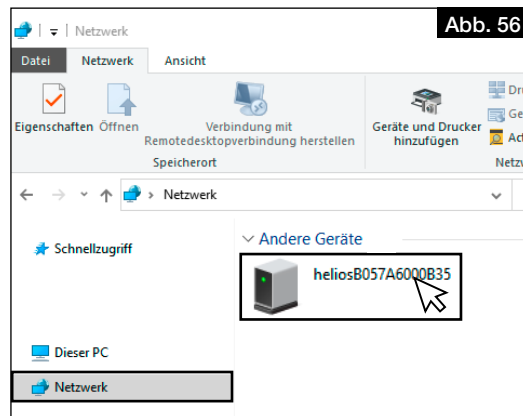 Abb. 56
Netzwerk
Datei Netzwerk Ansicht
Eigenschaften Öffnen Verbindung mit Remotedesktopverbindung herstellen
Geräte und Drucker hinzufügen
Speicherort
Netzwerk
Schnellzugriff
Andere Geräte
heliosB057A6000B35
Dieser PC
Netzwerk